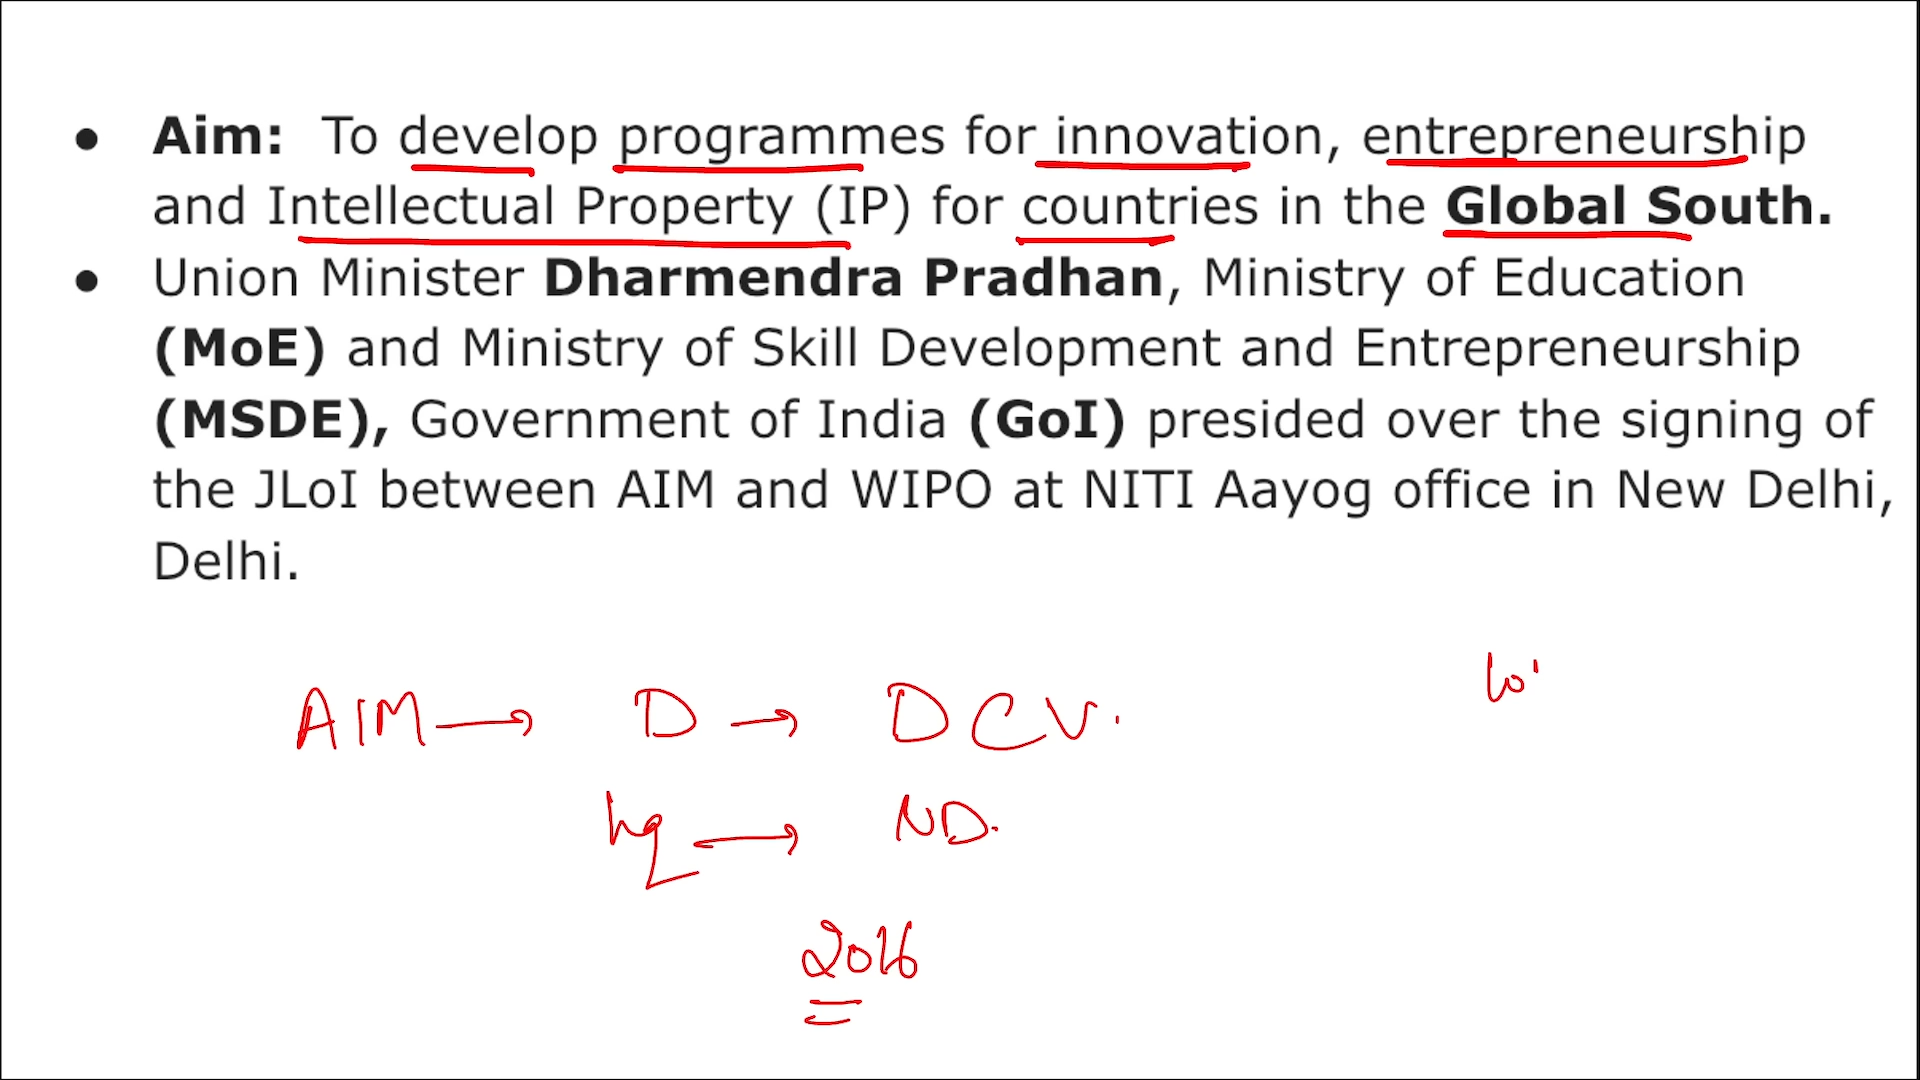 ● Aim: To develop programmes for innovation, entrepreneurship
and Intellectual Property (IP) for countries in the Global South.
● Union Minister Dharmendra Pradhan, Ministry of Education
(MoE) and Ministry of Skill Development and Entrepreneurship
(MSDE), Government of India (GoI) presided over the signing of
the JLoI between AIM and WIPO at NITI Aayog office in New Delhi,
Delhi.
AIM → D → DCV.
hq → ND.
2016